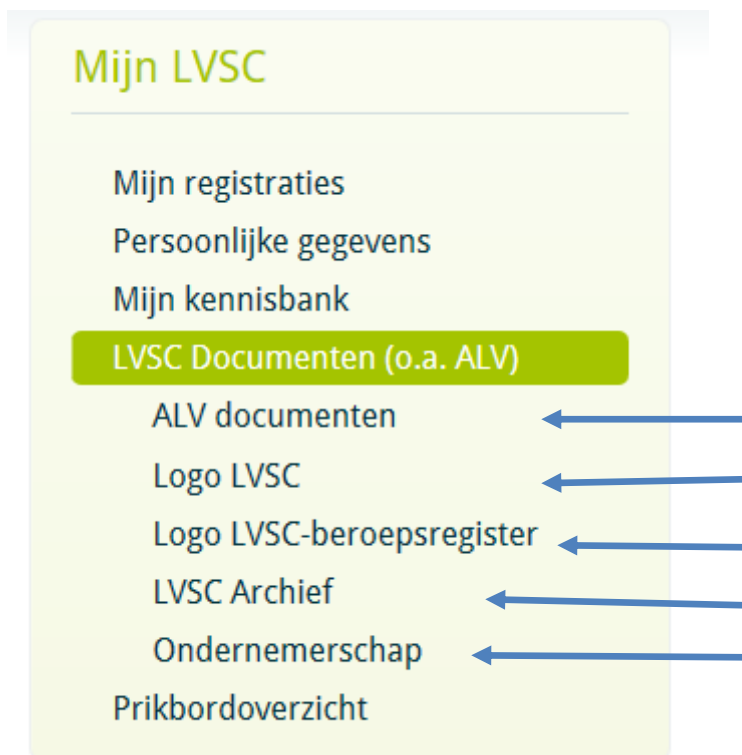 Mijn LVSC
Mijn registraties
Persoonlijke gegevens
Mijn kennisbank
LVSC Documenten (o.a. ALV)
ALV documenten
Logo LVSC
Logo LVSC-beroepsregister
LVSC Archief
Ondernemerschap
Prikbordoverzicht